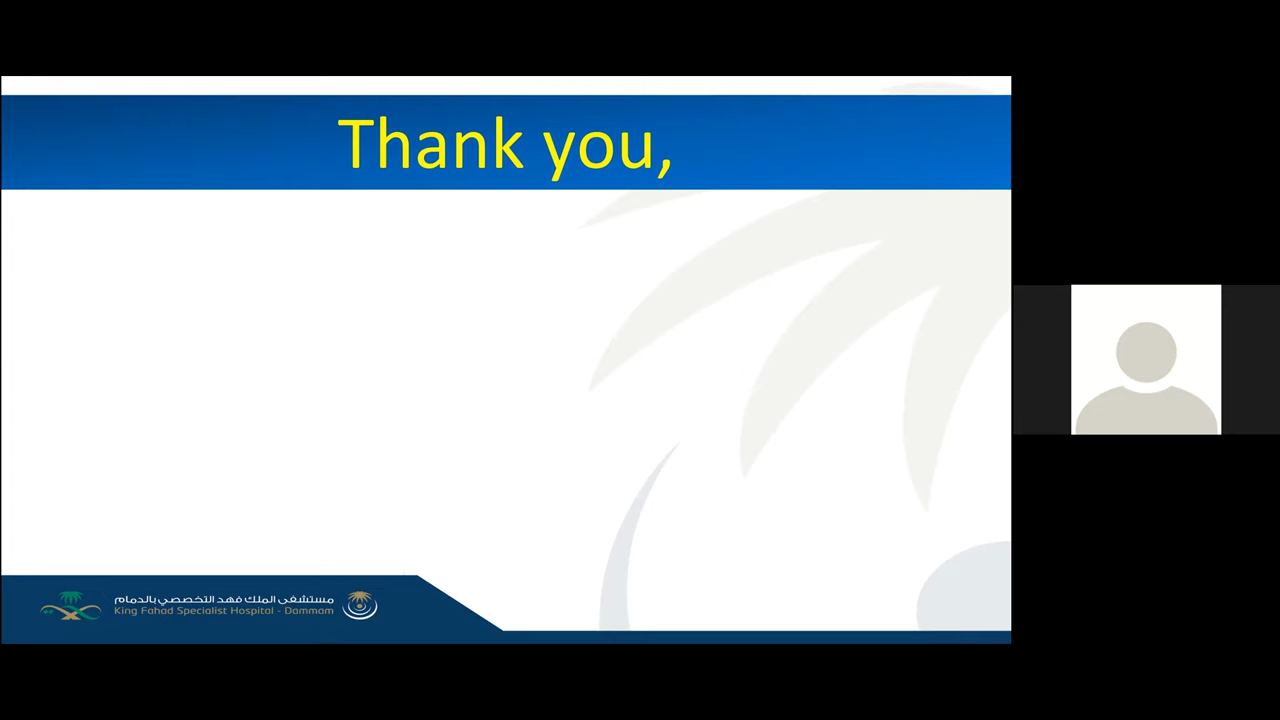 Thank you,
مستشفى الملك فهد التخصصي بالدمام
King Fahad Specialist Hospital - Dammam